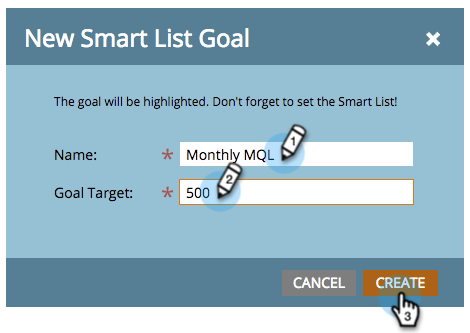 New Smart List Goal
The goal will be highlighted. Don't forget to set the Smart List!
Name: * Monthly MQL 1
Goal Target: * 500 2
CANCEL CREATE
3